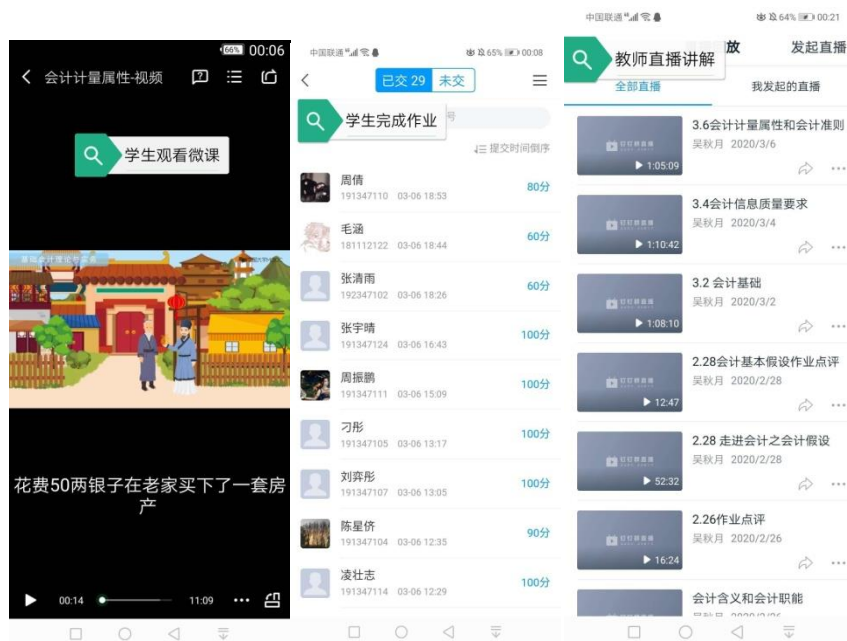 66% 00:06
会计计量属性-视频
学生观看微课
基础会计理论与实务
花费50两银子在老家买下了一套房
产
00:14
11:09
中国联通
65% 00:08
已交 29
未交
学生完成作业
号
提交时间倒序
周倩
191347110 03-06 18:53
80分
毛涵
181112122 03-06 18:44
60分
张清雨
192347102 03-06 18:26
60分
张宇晴
191347124 03-06 16:43
100分
周振鹏
191347111 03-06 15:09
100分
刁彤
191347105 03-06 13:17
100分
刘弈彤
191347107 03-06 13:05
100分
陈星侪
191347104 03-06 12:35
90分
凌壮志
191347114 03-06 12:29
100分
中国联通
64% 00:21
放
发起直播
教师直播讲解
全部直播
我发起的直播
3.6会计计量属性和会计准则
吴秋月 2020/3/6
1:05:09
3.4会计信息质量要求
吴秋月 2020/3/4
1:10:42
3.2 会计基础
吴秋月 2020/3/2
1:08:10
2.28会计基本假设作业点评
吴秋月 2020/2/28
12:47
2.28 走进会计之会计假设
吴秋月 2020/2/28
52:32
2.26作业点评
吴秋月 2020/2/26
16:24
会计含义和会计职能